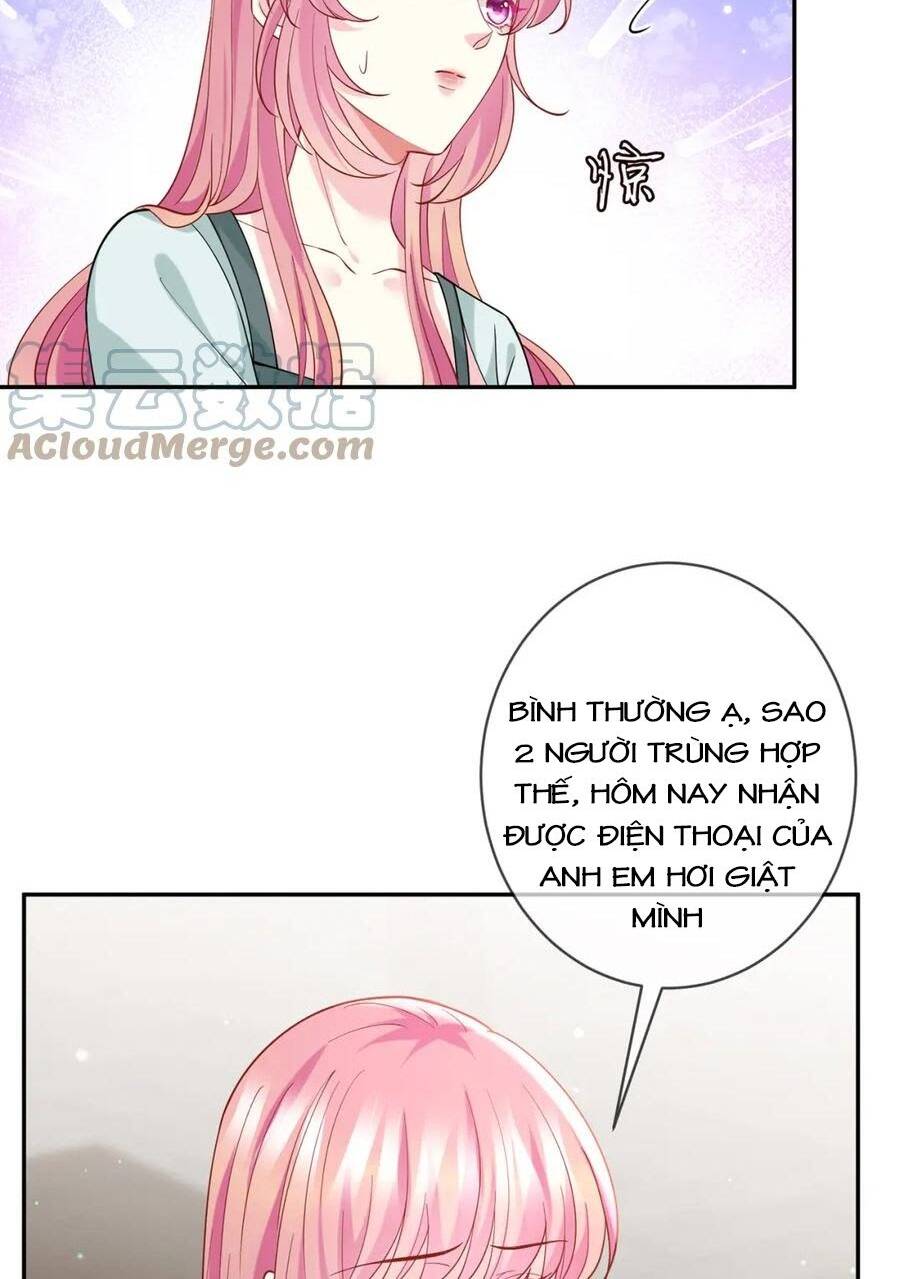 惊
集云数据
ACloudMerge.com
BÌNH THƯỜNG Ạ, SAO
2 NGƯỜI TRÙNG HỢP
THẾ, HÔM NAY NHẬN
ĐƯỢC ĐIỆN THOẠI CỦA
ANH EM HƠI GIẬT
MÌNH